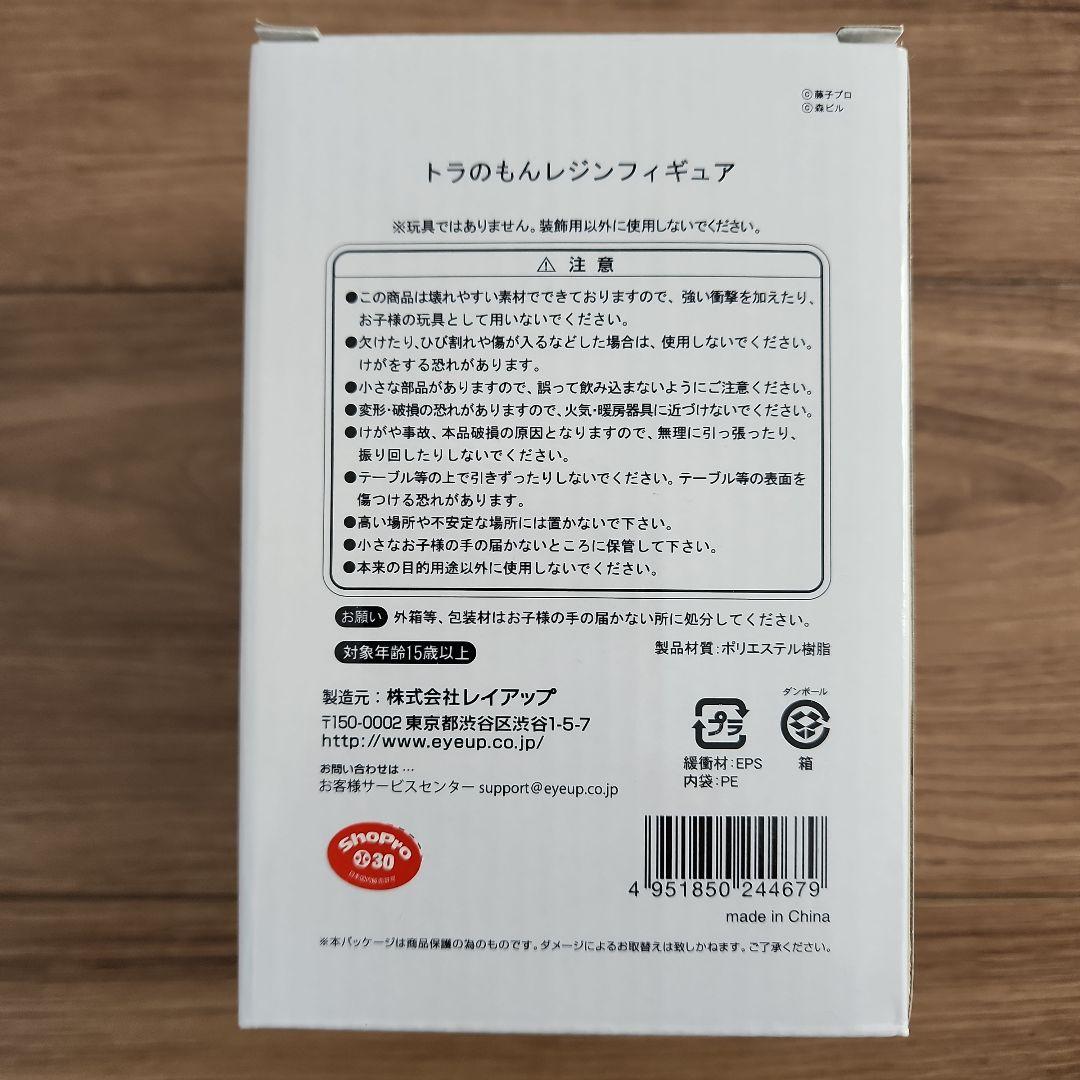 ©藤子プロ
©森ビル
トラのもんレジンフィギュア
※玩具ではありません。装飾用以外に使用しないでください。
⚠ 注意
●この商品は壊れやすい素材でできておりますので、強い衝撃を加えたり、
お子様の玩具として用いないでください。
●欠けたり、ひび割れや傷が入るなどした場合は、使用しないでください。
けがをする恐れがあります。
●小さな部品がありますので、誤って飲み込まないようにご注意ください。
●変形・破損の恐れがありますので、火気・暖房器具に近づけないでください。
●けがや事故、本品破損の原因となりますので、無理に引っ張ったり、
振り回したりしないでください。
●テーブル等の上で引きずったりしないでください。テーブル等の表面を
傷つける恐れがあります。
●高い場所や不安定な場所には置かないで下さい。
●小さなお子様の手の届かないところに保管して下さい。
●本来の目的用途以外に使用しないでください。
お願い 外箱等、包装材はお子様の手の届かない所に処分してください。
対象年齢15歳以上
製品材質:ポリエステル樹脂
製造元:株式会社レイアップ
〒150-0002 東京都渋谷区渋谷1-5-7
http://www.eyeup.co.jp/
お問い合わせは…
お客様サービスセンター support@eyeup.co.jp
プラ
緩衝材:EPS
内袋:PE
ダンボール
箱
ShoPro
30
4 951850 244679
made in China
※本パッケージは商品保護の為のものです。ダメージによるお取替えは致しかねます。ご了承ください。